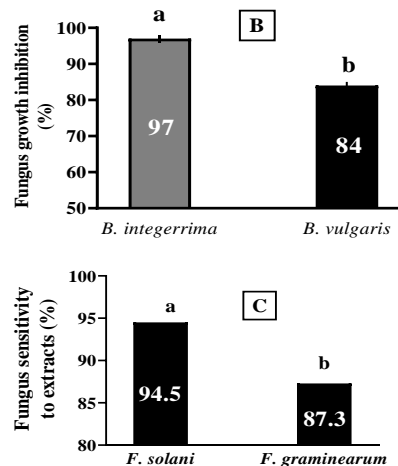 B
a
b
100
90
80
70
60
50
Fungus growth inhibition
(%)
97
84
B. integerrima
B. vulgaris
C
a
b
100
95
90
85
80
Fungus sensitivity
to extracts (%)
94.5
87.3
F. solani
F. graminearum